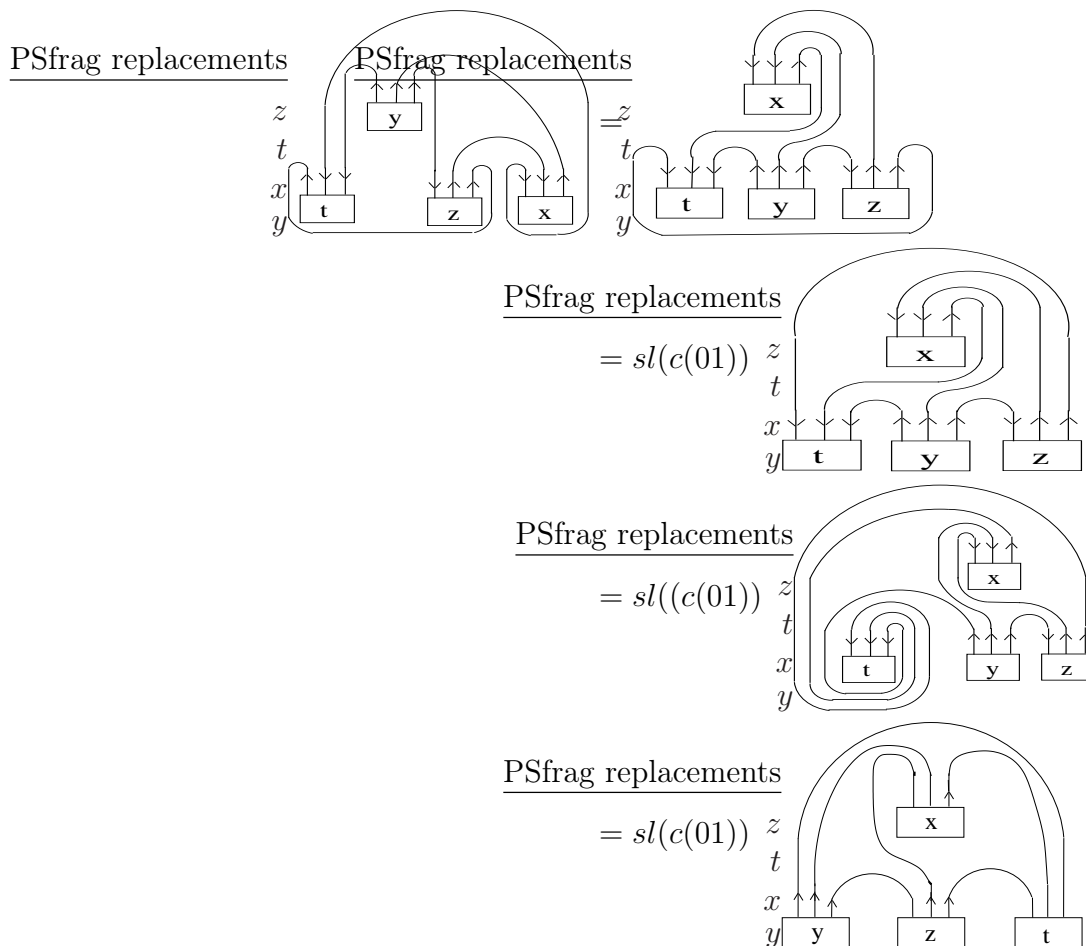 PSfrag replacements PSfrag replacements
z
t
x
y
t y z x
= z
t
x
y
x
t y z
PSfrag replacements
= sl(c(01)) z
t
x
y
x
t y z
PSfrag replacements
= sl((c(01)) z
t
x
y
x
t y z
PSfrag replacements
= sl(c(01)) z
t
x
y
x
y z t